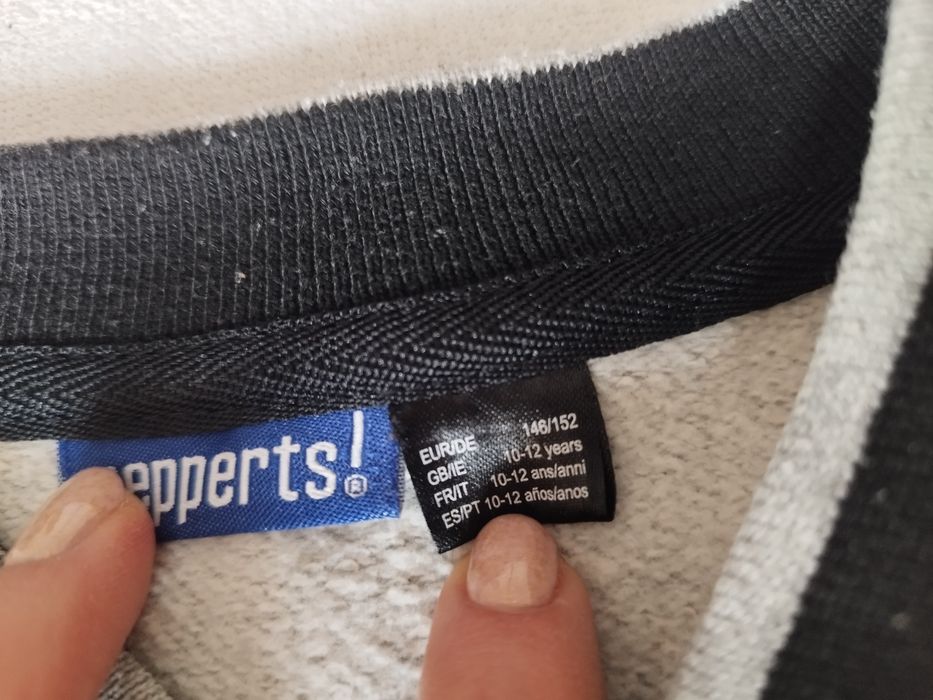 epperts!®
EUR/DE 146/152
GB/IE 10-12 years
FR/IT 10-12 ans/anni
ES/PT 10-12 años/anos